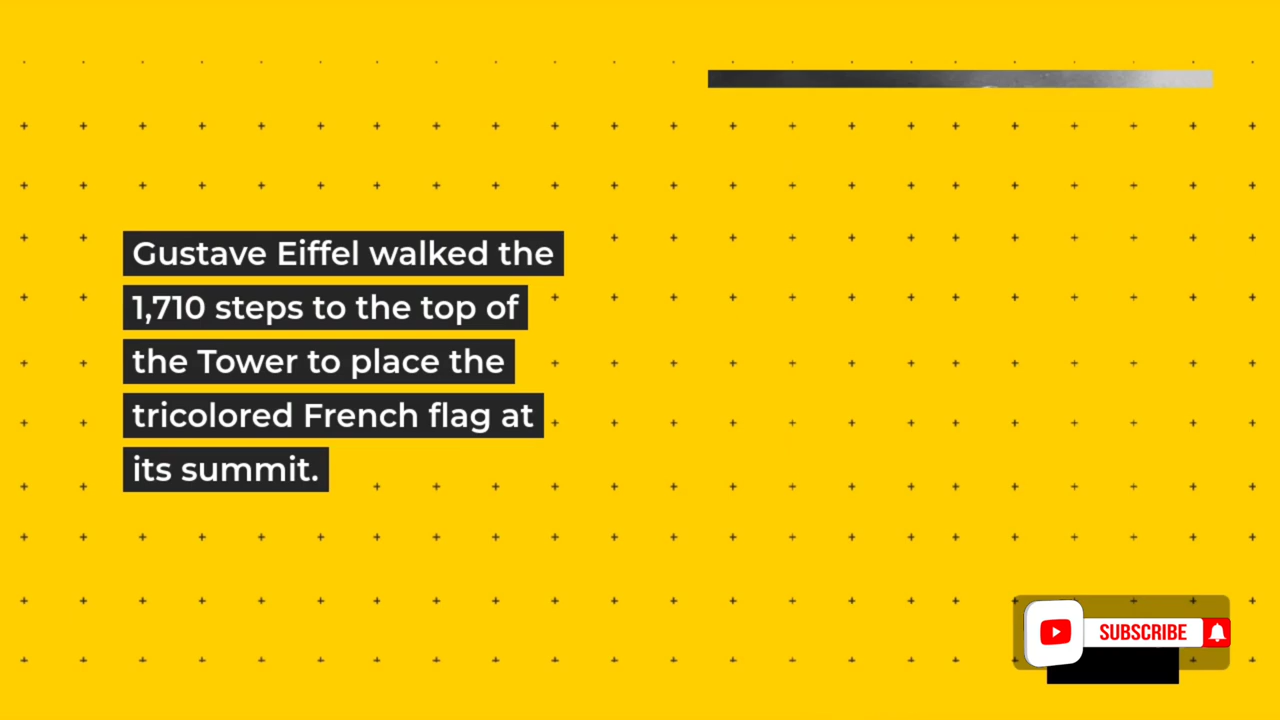 Gustave Eiffel walked the
1,710 steps to the top of
the Tower to place the
tricolored French flag at
its summit.
SUBSCRIBE